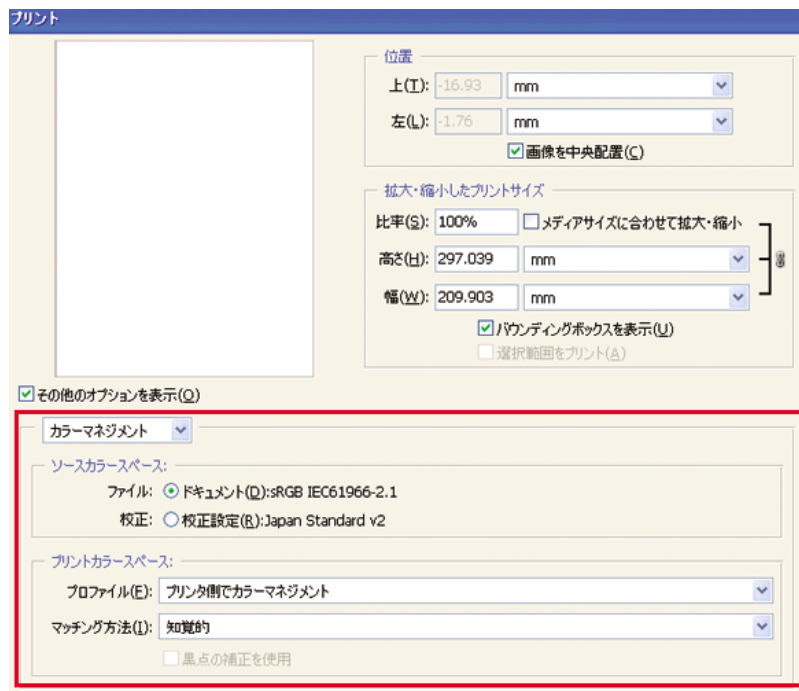 プリント
位置
上(T): -16.93 mm
左(L): -1.76 mm
画像を中央配置(C)
拡大・縮小したプリントサイズ
比率(S): 100% メディアサイズに合わせて拡大・縮小
高さ(H): 297.039 mm
幅(W): 209.903 mm
バウンディングボックスを表示(U)
選択範囲をプリント(A)
その他のオプションを表示(O)
カラーマネジメント
ソースカラースペース:
ファイル: ドキュメント(D):sRGB IEC61966-2.1
校正: 校正設定(R):Japan Standard v2
プリントカラースペース:
プロファイル(E): プリンタ側でカラーマネジメント
マッチング方法(I): 知覚的
黒点の補正を使用